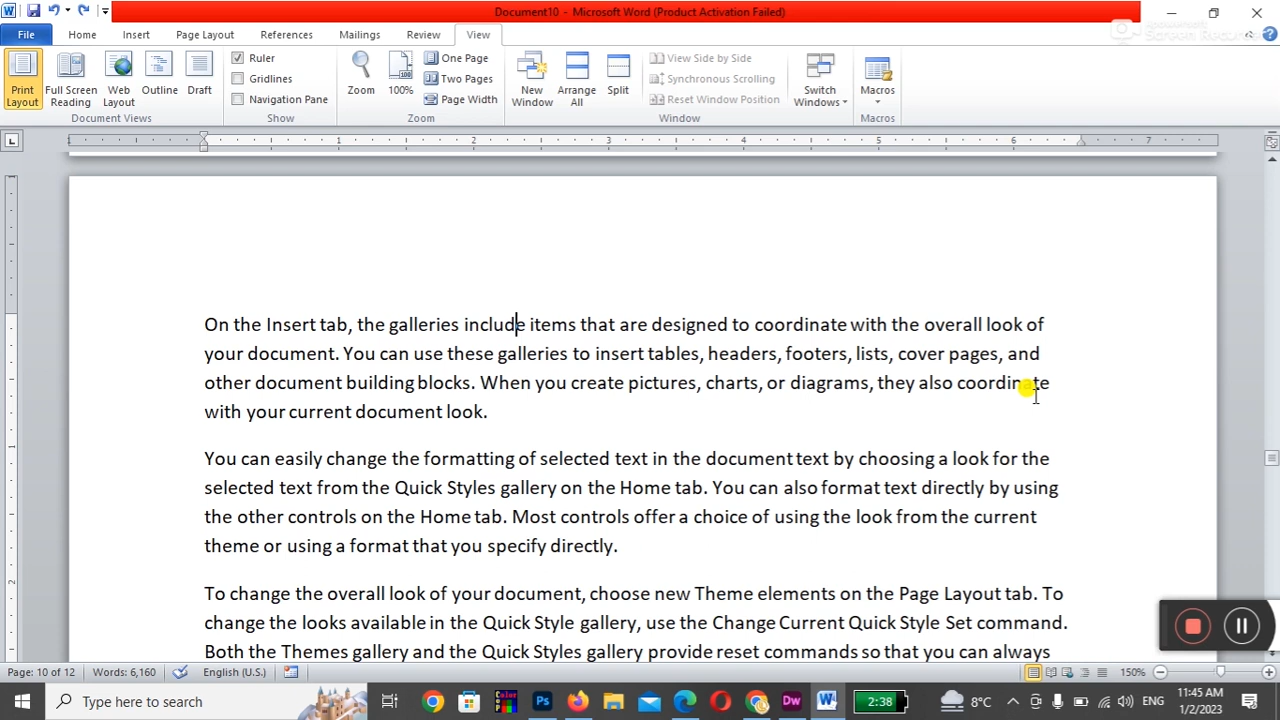 Document10 - Microsoft Word (Product Activation Failed)
File Home Insert Page Layout References Mailings Review View
Print Layout
Full Screen Reading
Web Layout
Outline
Draft
Document Views
Ruler
Gridlines
Navigation Pane
Show
Zoom
100%
One Page
Two Pages
Page Width
Zoom
New Window
Arrange All
Split
View Side by Side
Synchronous Scrolling
Reset Window Position
Window
Switch Windows
Macros
Macros
1 2 3 4 5 6 7
On the Insert tab, the galleries include items that are designed to coordinate with the overall look of
your document. You can use these galleries to insert tables, headers, footers, lists, cover pages, and
other document building blocks. When you create pictures, charts, or diagrams, they also coordinate
with your current document look.
You can easily change the formatting of selected text in the document text by choosing a look for the
selected text from the Quick Styles gallery on the Home tab. You can also format text directly by using
the other controls on the Home tab. Most controls offer a choice of using the look from the current
theme or using a format that you specify directly.
To change the overall look of your document, choose new Theme elements on the Page Layout tab. To
change the looks available in the Quick Style gallery, use the Change Current Quick Style Set command.
Both the Themes gallery and the Quick Styles gallery provide reset commands so that you can always
Page: 10 of 12 Words: 6,160 English (U.S.) 150%
Type here to search
2:38 8°C ENG
11:45 AM
1/2/2023